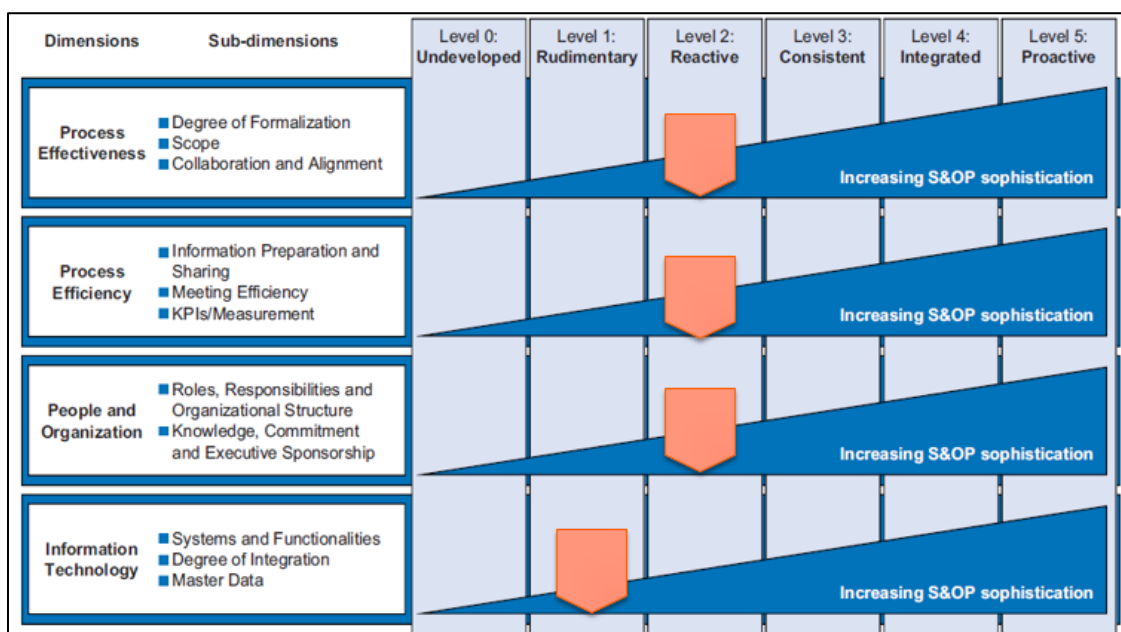 Dimensions
Sub-dimensions
Level 0:
Undeveloped
Level 1:
Rudimentary
Level 2:
Reactive
Level 3:
Consistent
Level 4:
Integrated
Level 5:
Proactive
Process
Effectiveness
Degree of Formalization
Scope
Collaboration and Alignment
Increasing S&OP sophistication
Process
Efficiency
Information Preparation and
Sharing
Meeting Efficiency
KPIs/Measurement
Increasing S&OP sophistication
People and
Organization
Roles, Responsibilities and
Organizational Structure
Knowledge, Commitment
and Executive Sponsorship
Increasing S&OP sophistication
Information
Technology
Systems and Functionalities
Degree of Integration
Master Data
Increasing S&OP sophistication